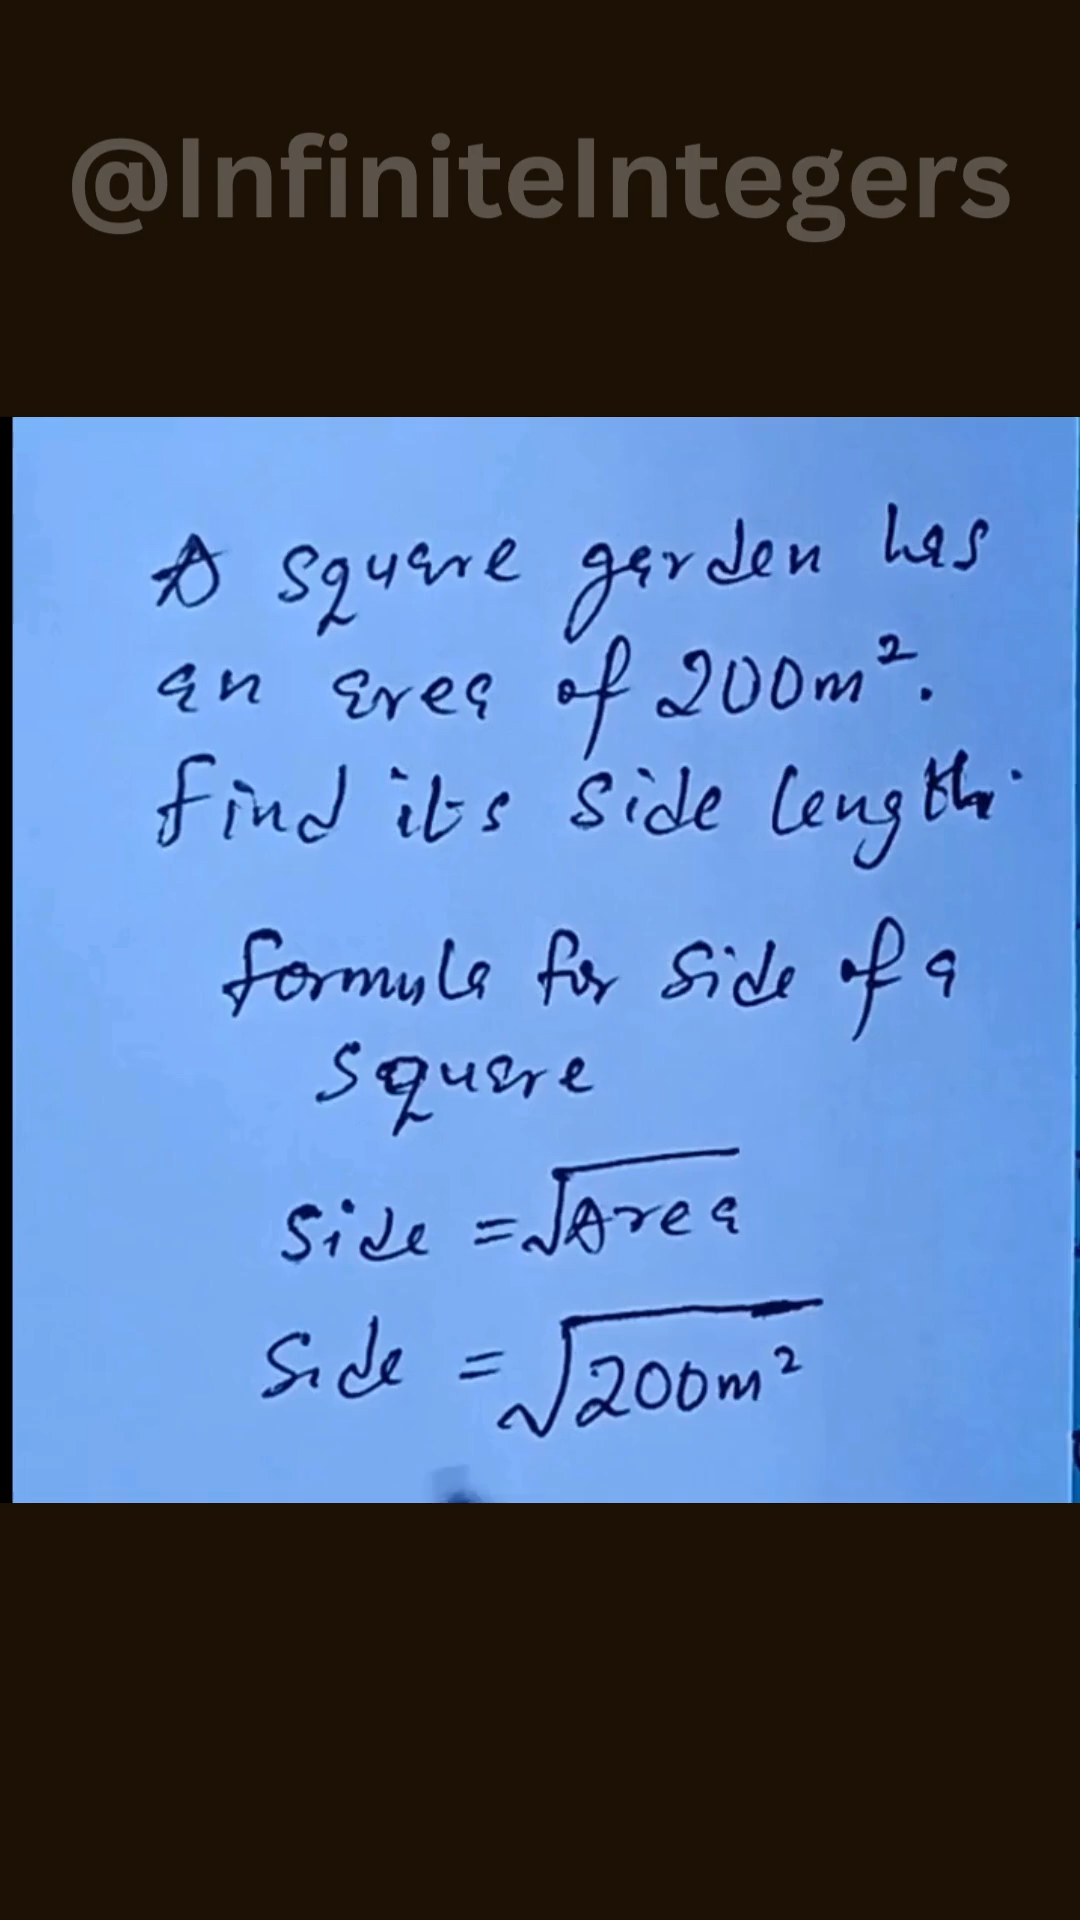 @InfiniteIntegers
A square garden has
an area of 200m².
find its side length.
formula for side of a
square
side = √Area
Side = √200m²